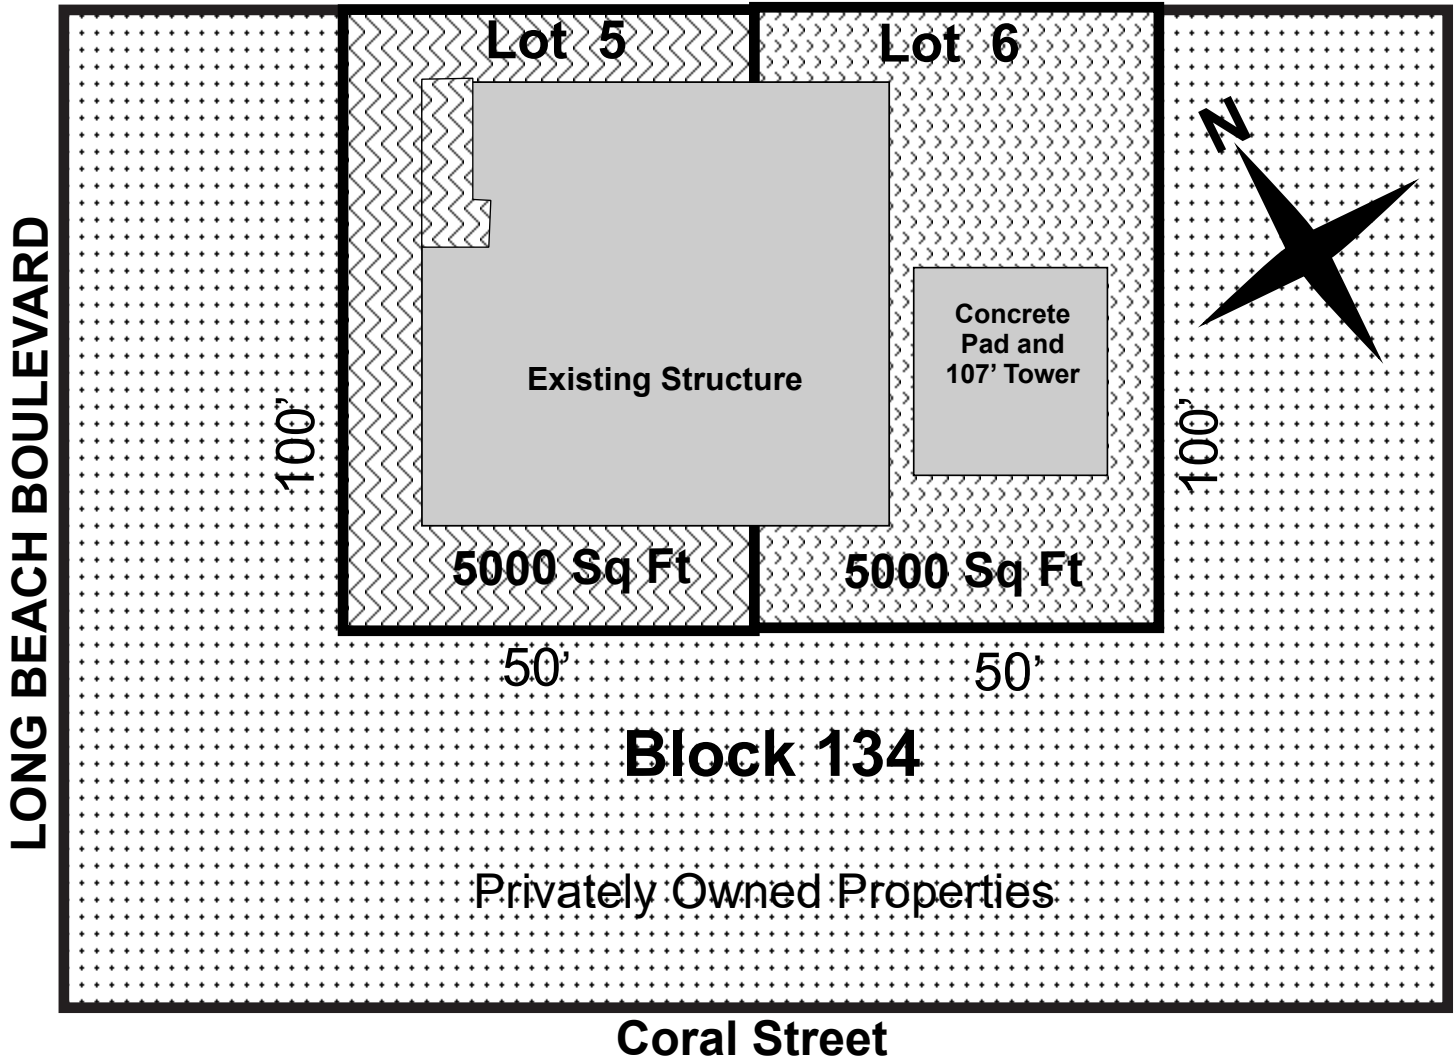 Lot 5
Lot 6
N
LONG BEACH BOULEVARD
Existing Structure
Concrete
Pad and
107’ Tower
100’
100’
5000 Sq Ft
5000 Sq Ft
50’
50’
Block 134
Privately Owned Properties
Coral Street